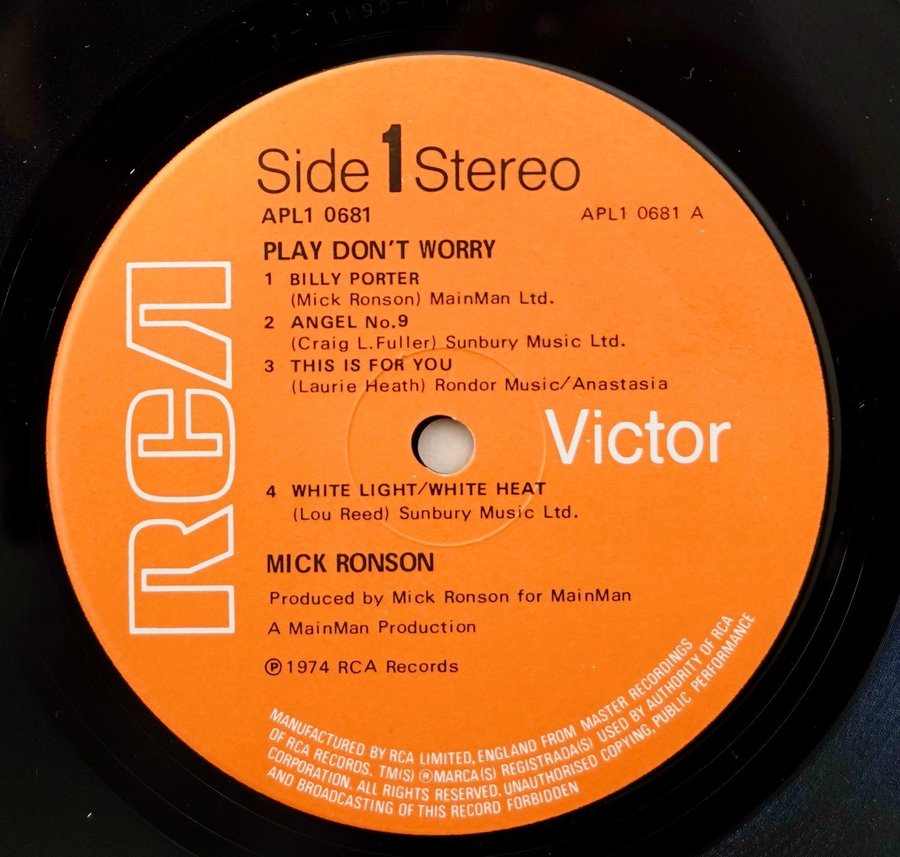 Side 1 Stereo
APL1 0681
APL1 0681 A
PLAY DON'T WORRY
1 BILLY PORTER
(Mick Ronson) MainMan Ltd.
2 ANGEL No.9
(Craig L.Fuller) Sunbury Music Ltd.
3 THIS IS FOR YOU
(Laurie Heath) Rondor Music/Anastasia
RCA
Victor
4 WHITE LIGHT/WHITE HEAT
(Lou Reed) Sunbury Music Ltd.
MICK RONSON
Produced by Mick Ronson for MainMan
A MainMan Production
℗ 1974 RCA Records
MANUFACTURED BY RCA LIMITED, ENGLAND FROM MASTER RECORDINGS
OF RCA RECORDS. TM(S) ® MARCA(S) REGISTRADA(S) USED BY AUTHORITY OF RCA
CORPORATION. ALL RIGHTS RESERVED. UNAUTHORISED COPYING, PUBLIC PERFORMANCE
AND BROADCASTING OF THIS RECORD FORBIDDEN